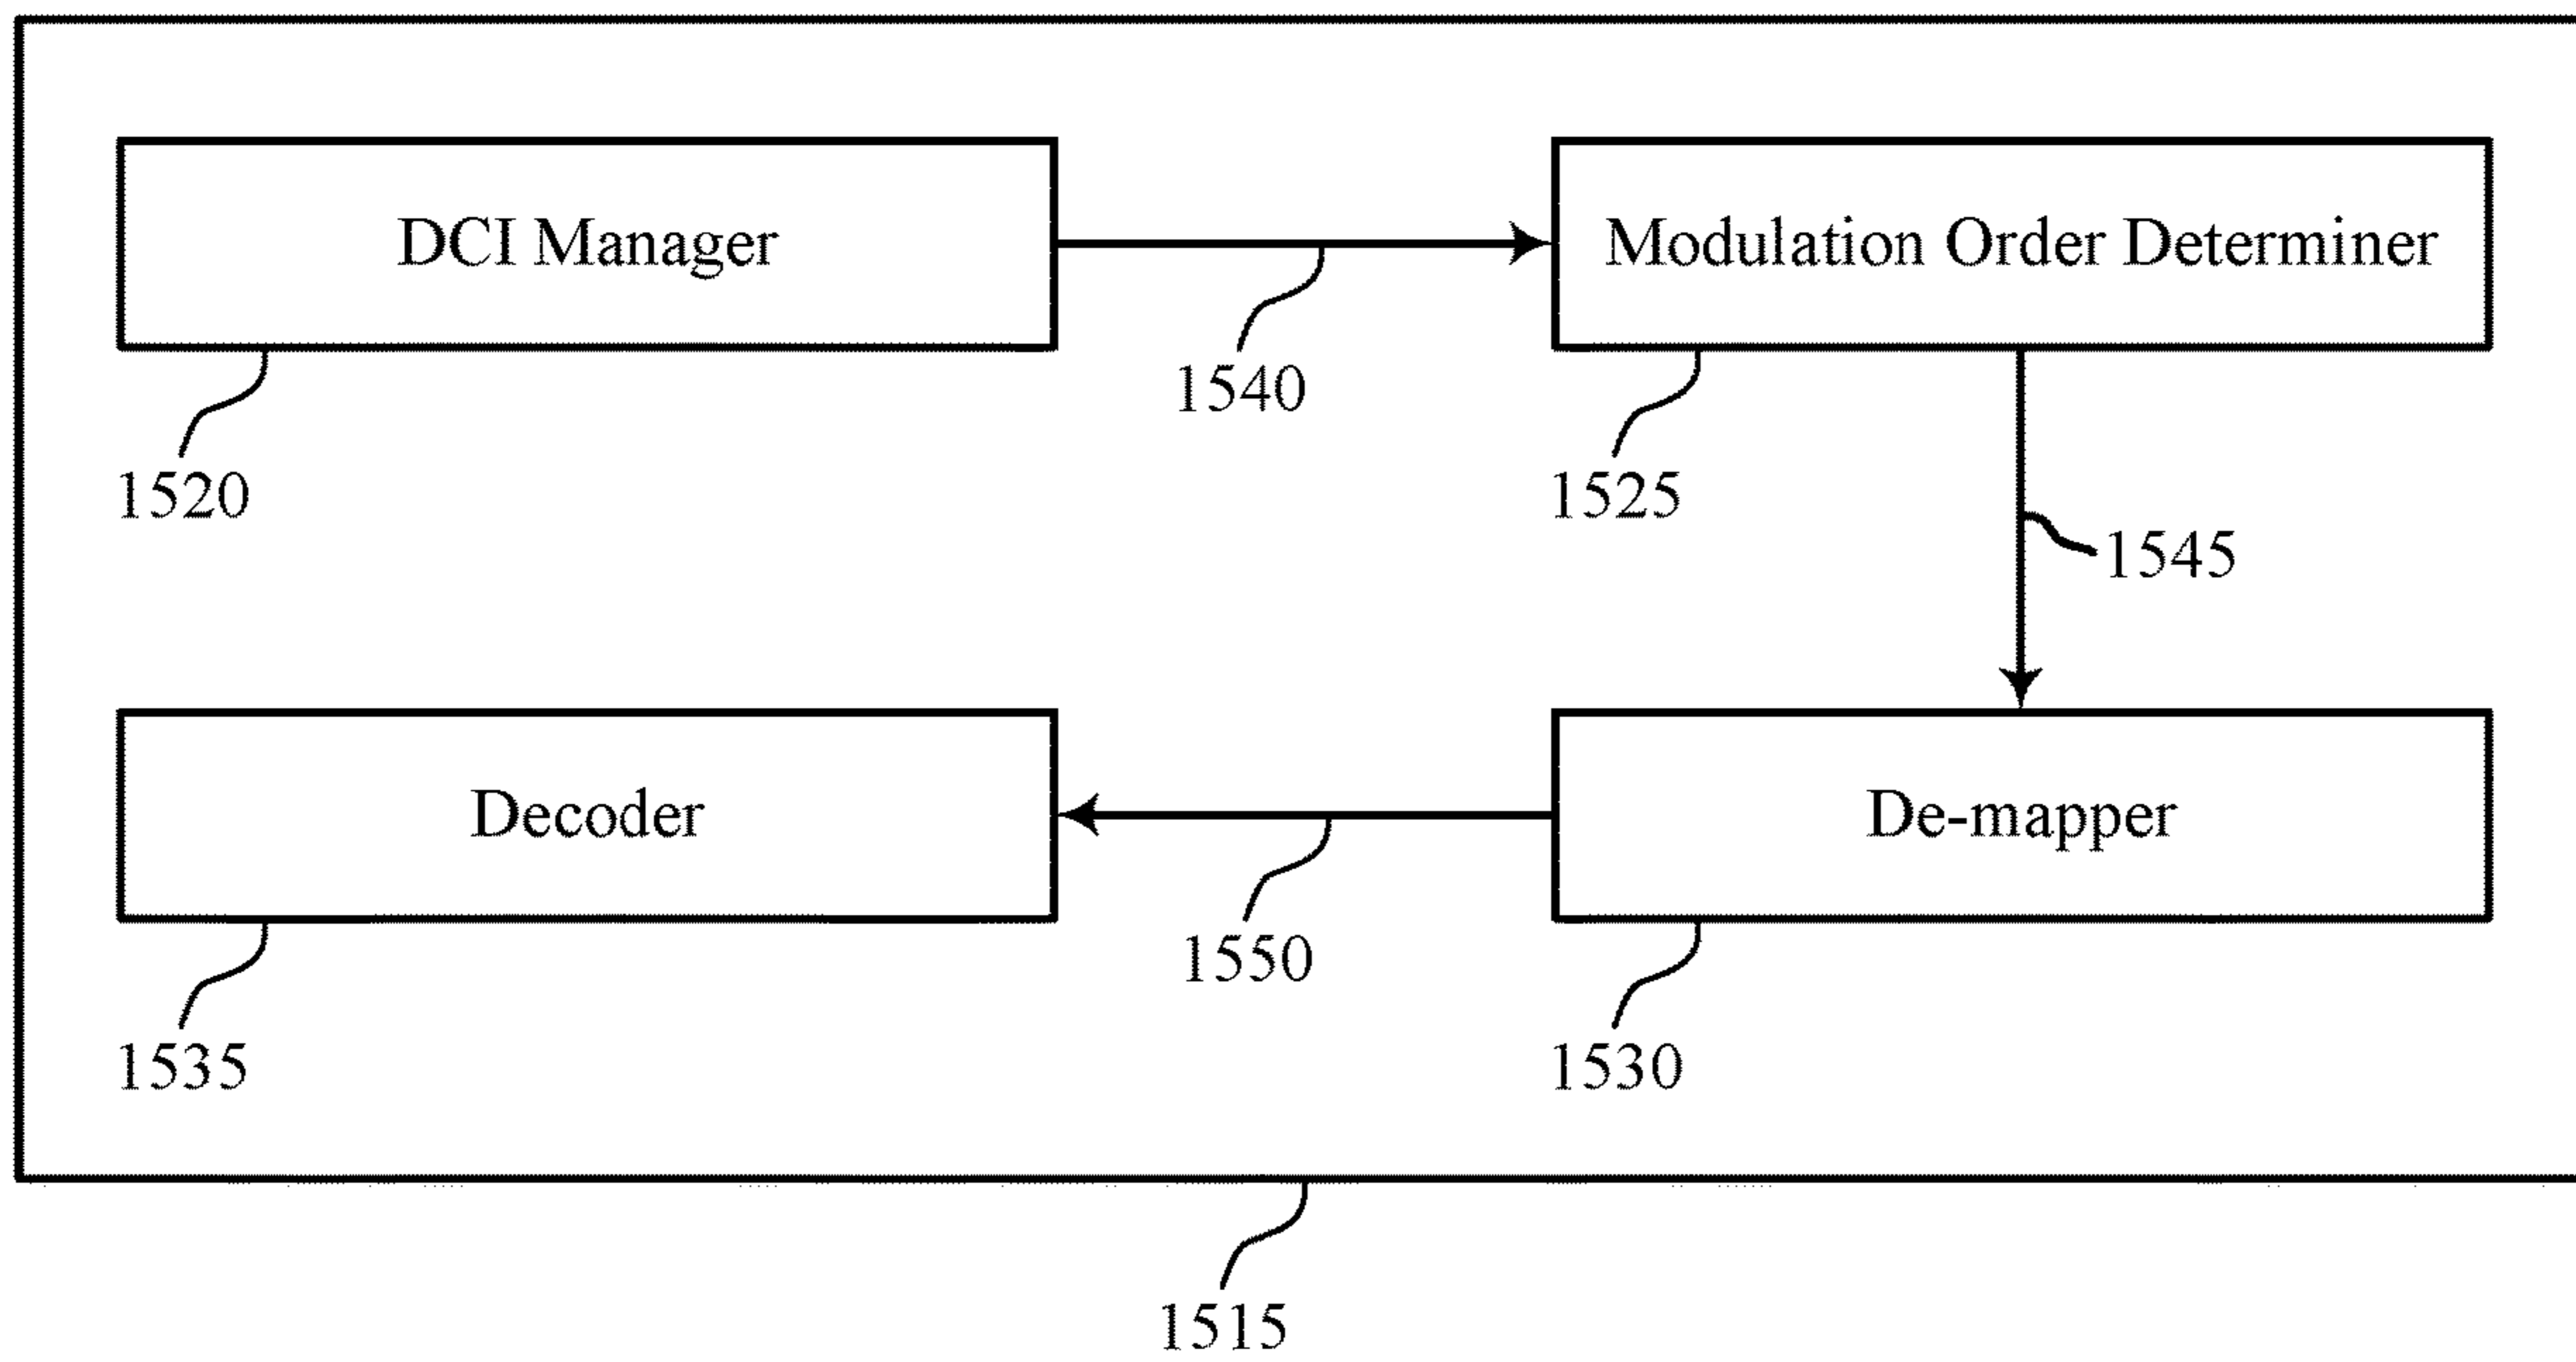 DCI Manager
Modulation Order Determiner
1540
1520
1525
1545
Decoder
De-mapper
1550
1535
1530
1515